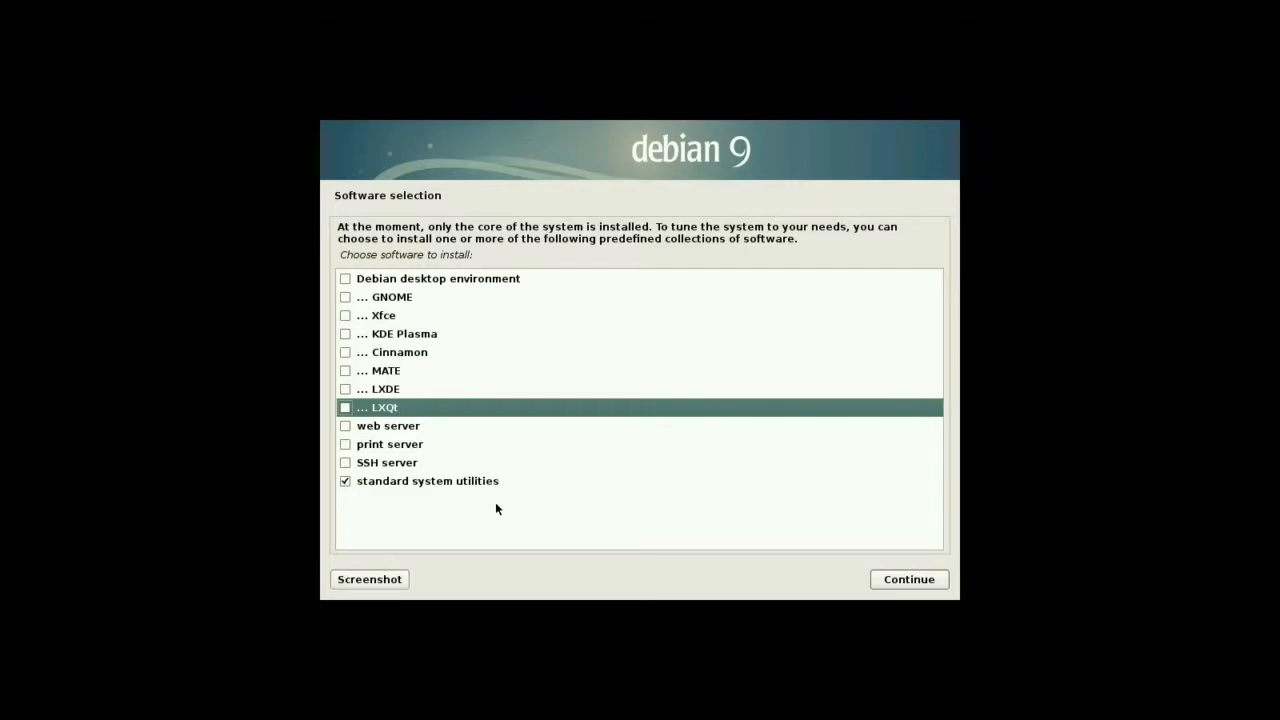 debian 9
Software selection
At the moment, only the core of the system is installed. To tune the system to your needs, you can
choose to install one or more of the following predefined collections of software.
Choose software to install:
Debian desktop environment
... GNOME
... Xfce
... KDE Plasma
... Cinnamon
... MATE
... LXDE
... LXQt
web server
print server
SSH server
standard system utilities
Screenshot
Continue